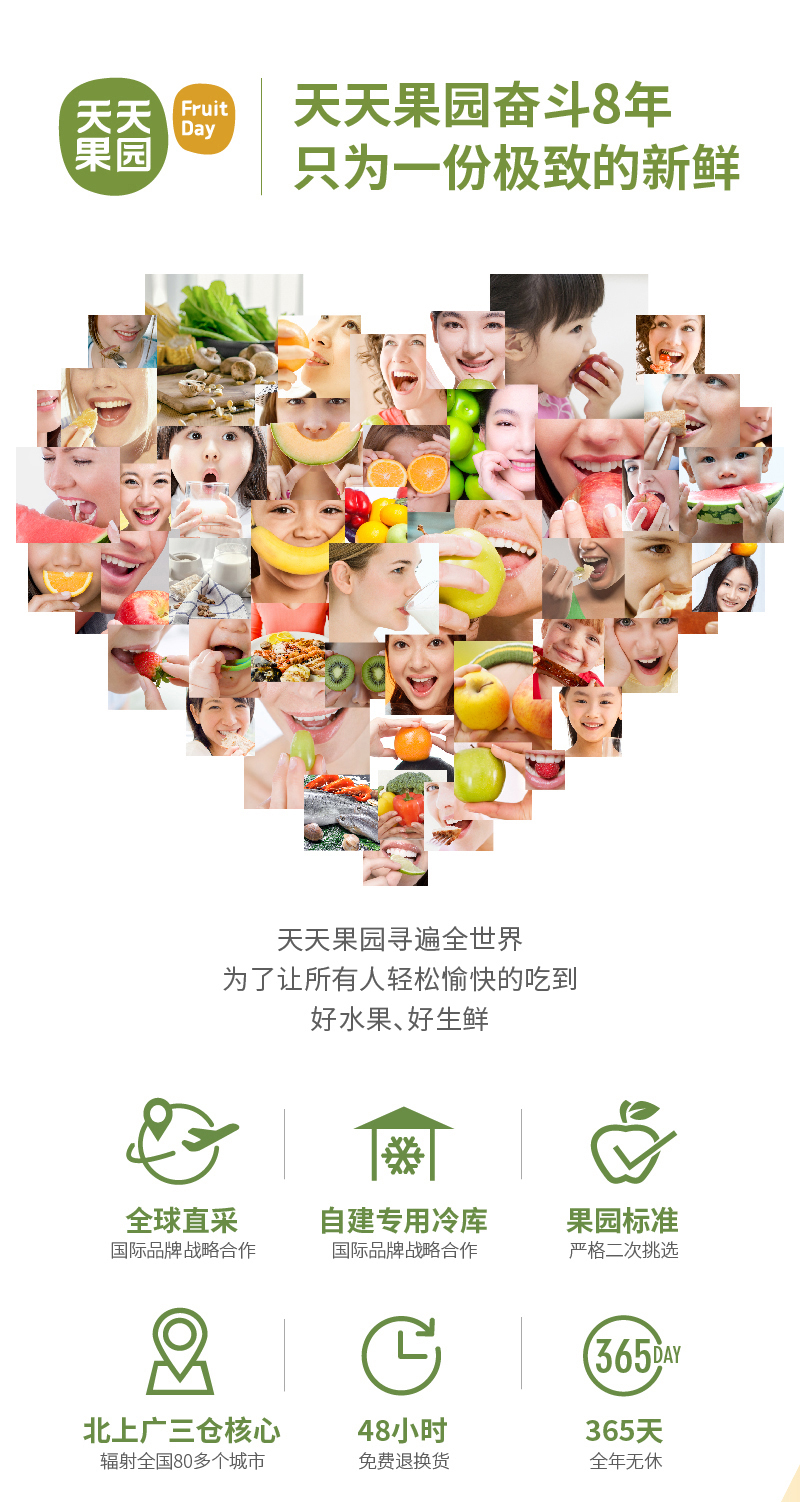 天天
果园
Fruit
Day
天天果园奋斗8年
只为一份极致的新鲜
天天果园寻遍全世界
为了让所有人轻松愉快的吃到
好水果、好生鲜
全球直采
国际品牌战略合作
自建专用冷库
国际品牌战略合作
果园标准
严格二次挑选
365DAY
北上广三仓核心
辐射全国80多个城市
48小时
免费退换货
365天
全年无休